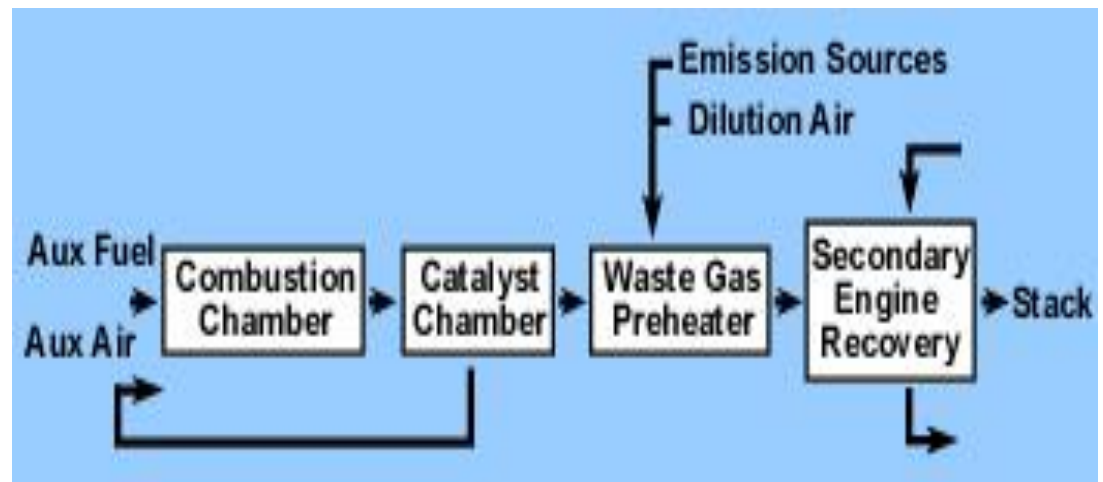 Emission Sources
Dilution Air
Aux Fuel
Aux Air
Combustion
Chamber
Catalyst
Chamber
Waste Gas
Preheater
Secondary
Engine
Recovery
Stack